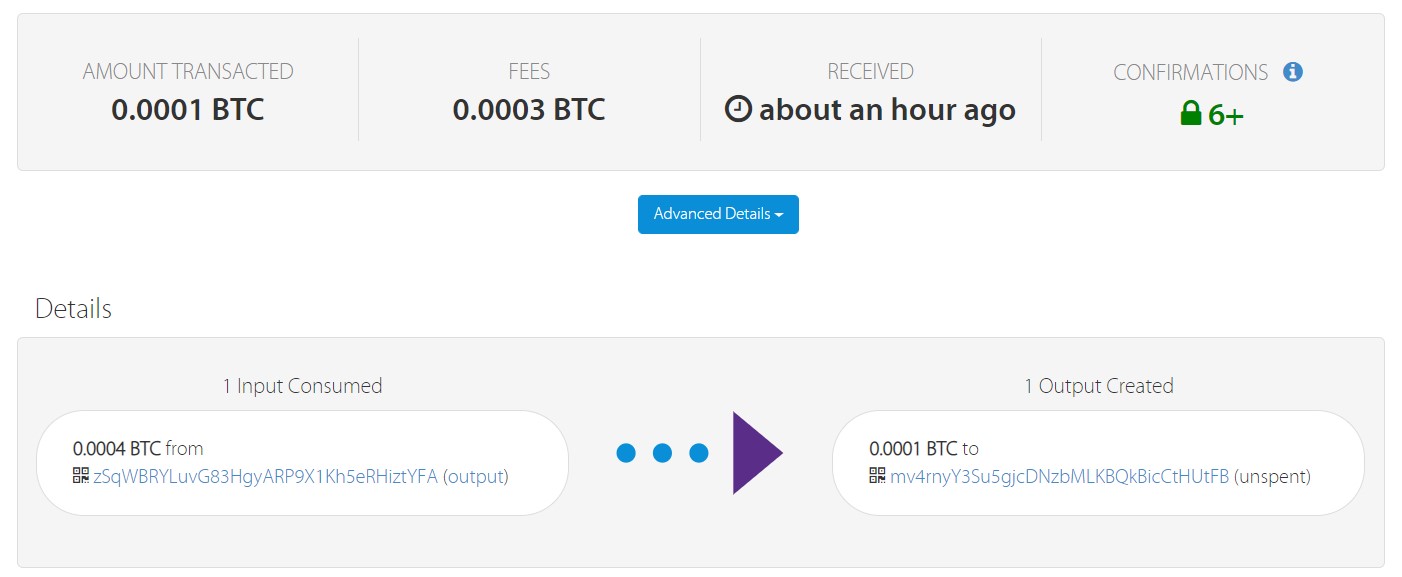 AMOUNT TRANSACTED
0.0001 BTC
FEES
0.0003 BTC
RECEIVED
about an hour ago
CONFIRMATIONS
6+
Advanced Details
Details
1 Input Consumed
0.0004 BTC from
zSqWBRYLuvG83HgyARP9X1Kh5eRHiztYFA (output)
1 Output Created
0.0001 BTC to
mv4rnyY3Su5gjcDNzbMLKBQkBicCtHUtFB (unspent)